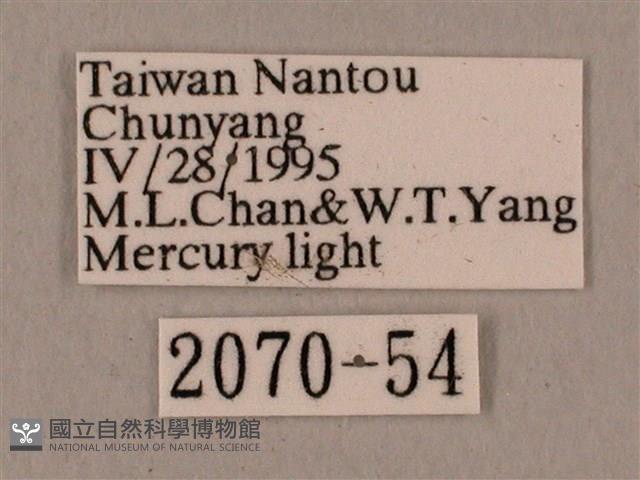 Taiwan Nantou
Chunyang
IV/28/1995
M.L.Chan&W.T.Yang
Mercury light
2070-54
國立自然科學博物館
NATIONAL MUSEUM OF NATURAL SCIENCE